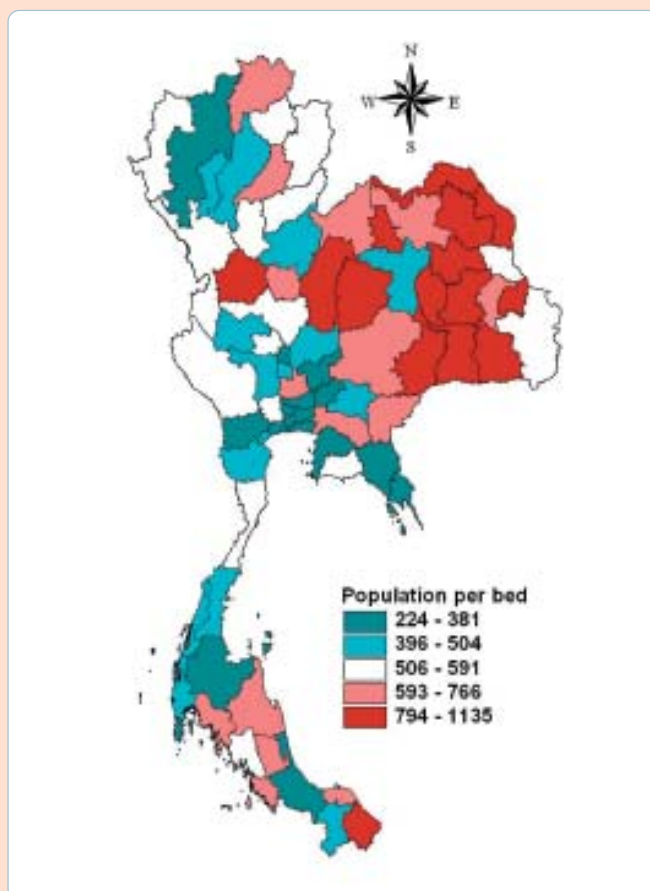 N
W E
S
Population per bed
224 - 381
396 - 504
506 - 591
593 - 766
794 - 1135